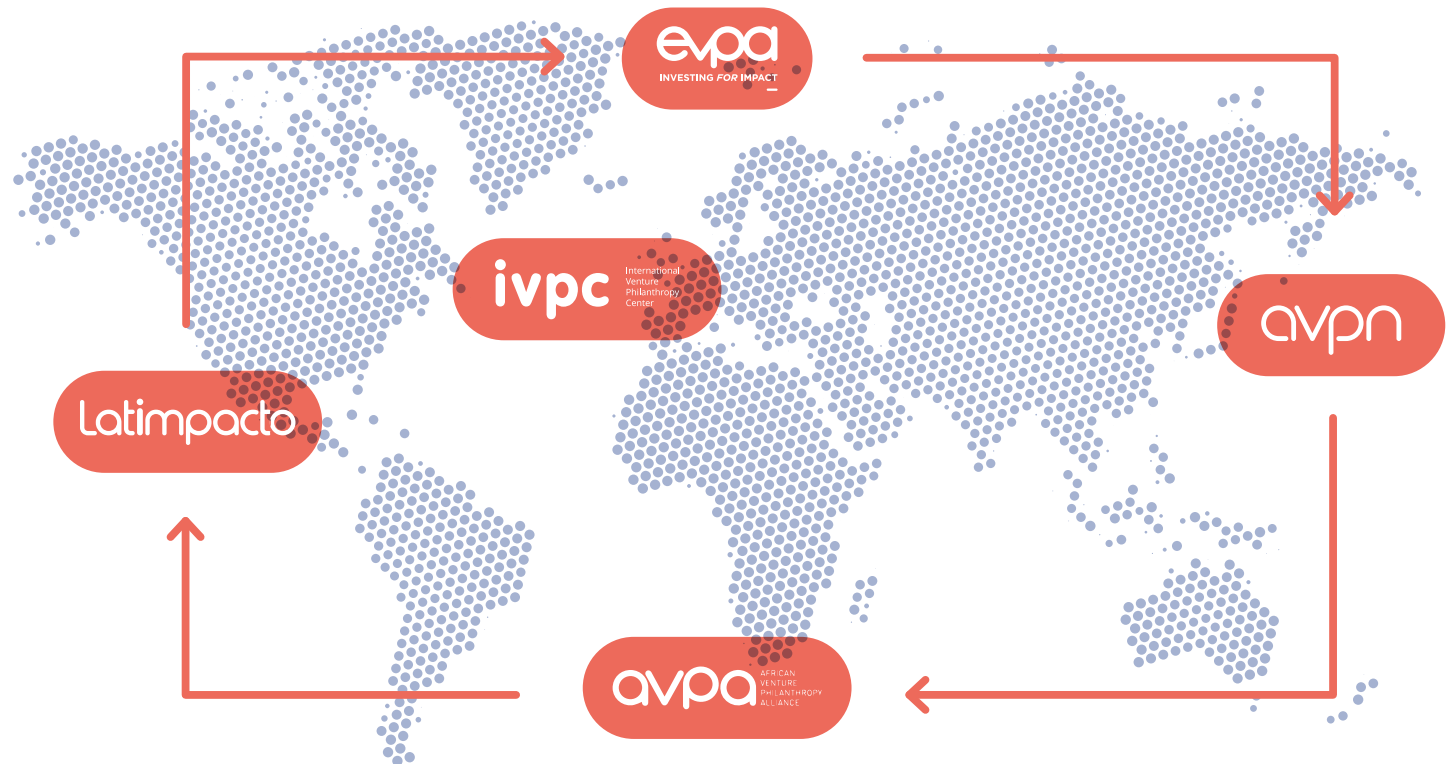 evpa
INVESTING FOR IMPACT
ivpc
International
Venture
Philanthropy
Center
avpn
Latimpacto
avpa
AFRICAN
VENTURE
PHILANTHROPY
ALLIANCE